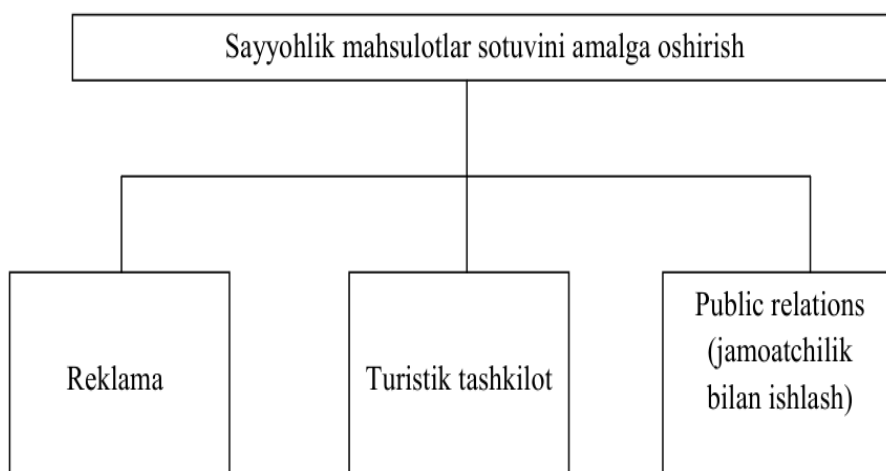 Sayyohlik mahsulotlar sotuvini amalga oshirish
Reklama
Turistik tashkilot
Public relations
(jamoatchilik
bilan ishlash)